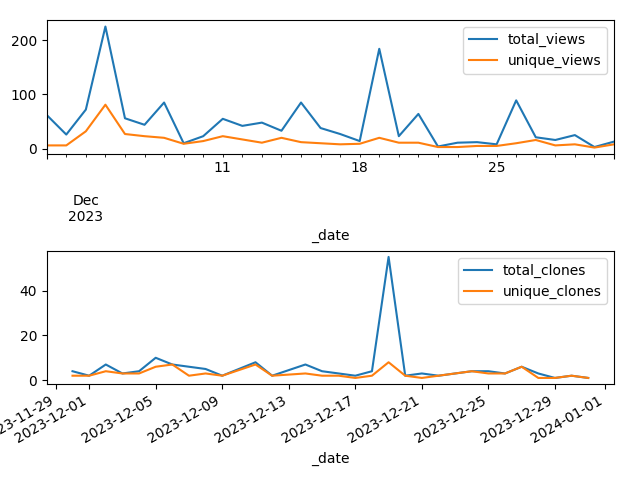 200
100
0
total_views
unique_views
11
18
25
Dec
2023
_date
40
20
0
total_clones
unique_clones
23-11-29
2023-12-01
2023-12-05
2023-12-09
2023-12-13
2023-12-17
2023-12-21
2023-12-25
2023-12-29
2024-01-01
_date